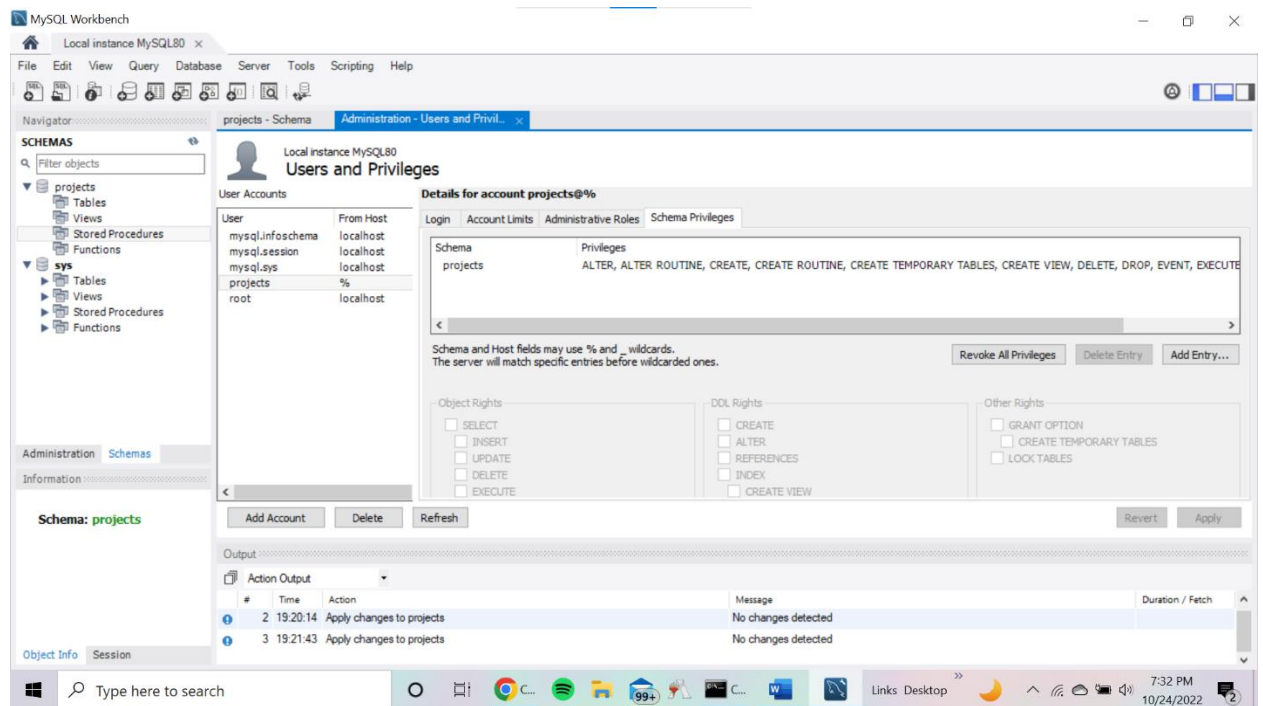 MySQL Workbench
Local instance MySQL80
File Edit View Query Database Server Tools Scripting Help
Navigator
SCHEMAS
Filter objects
projects
Tables
Views
Stored Procedures
Functions
sys
Tables
Views
Stored Procedures
Functions
Administration Schemas
Information
Schema: projects
Object Info Session
projects - Schema Administration - Users and Privil...
Local instance MySQL80
Users and Privileges
User Accounts
User From Host
mysql.infoschema localhost
mysql.session localhost
mysql.sys localhost
projects %
root localhost
Add Account Delete Refresh
Details for account projects@%
Login Account Limits Administrative Roles Schema Privileges
Schema Privileges
projects ALTER, ALTER ROUTINE, CREATE, CREATE ROUTINE, CREATE TEMPORARY TABLES, CREATE VIEW, DELETE, DROP, EVENT, EXECUTE
Schema and Host fields may use % and _ wildcards.
The server will match specific entries before wildcarded ones.
Revoke All Privileges Delete Entry Add Entry...
Object Rights
SELECT
INSERT
UPDATE
DELETE
EXECUTE
DDL Rights
CREATE
ALTER
REFERENCES
INDEX
CREATE VIEW
Other Rights
GRANT OPTION
CREATE TEMPORARY TABLES
LOCK TABLES
Revert Apply
Output
Action Output
# Time Action Message Duration / Fetch
2 19:20:14 Apply changes to projects No changes detected
3 19:21:43 Apply changes to projects No changes detected
Type here to search
C...
99+
C...
Links Desktop
7:32 PM
10/24/2022
2